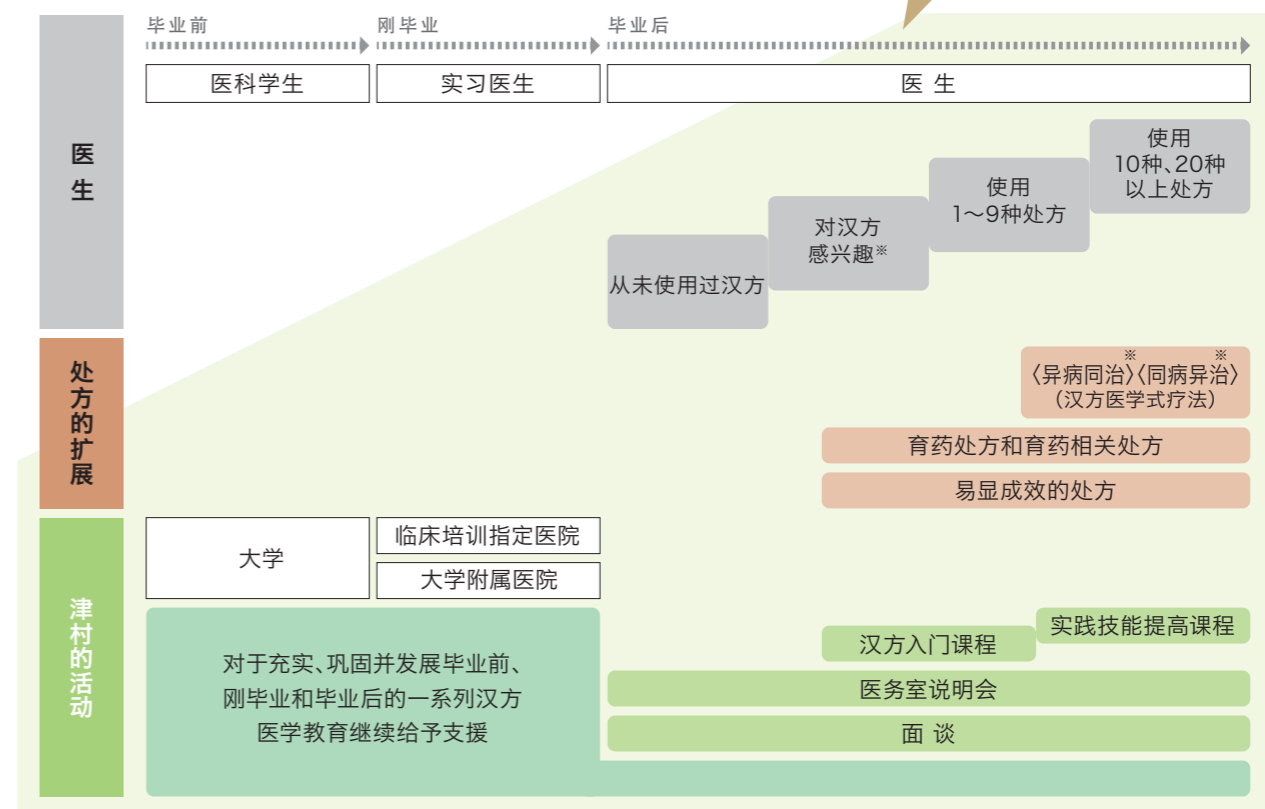 毕业前
刚毕业
毕业后
医生
医科学生
实习医生
医 生
从未使用过汉方
对汉方
感兴趣※
使用
1～9种处方
使用
10种、20种
以上处方
处方的扩展
※ ※
〈异病同治〉〈同病异治〉
（汉方医学式疗法）
育药处方和育药相关处方
易显成效的处方
津村的活动
大学
临床培训指定医院
大学附属医院
对于充实、巩固并发展毕业前、
刚毕业和毕业后的一系列汉方
医学教育继续给予支援
汉方入门课程
实践技能提高课程
医务室说明会
面 谈